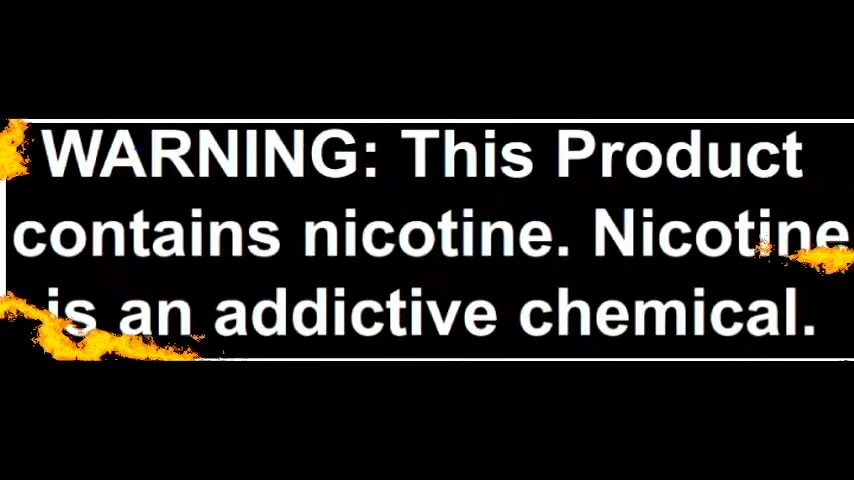 WARNING: This Product
contains nicotine. Nicotine
is an addictive chemical.